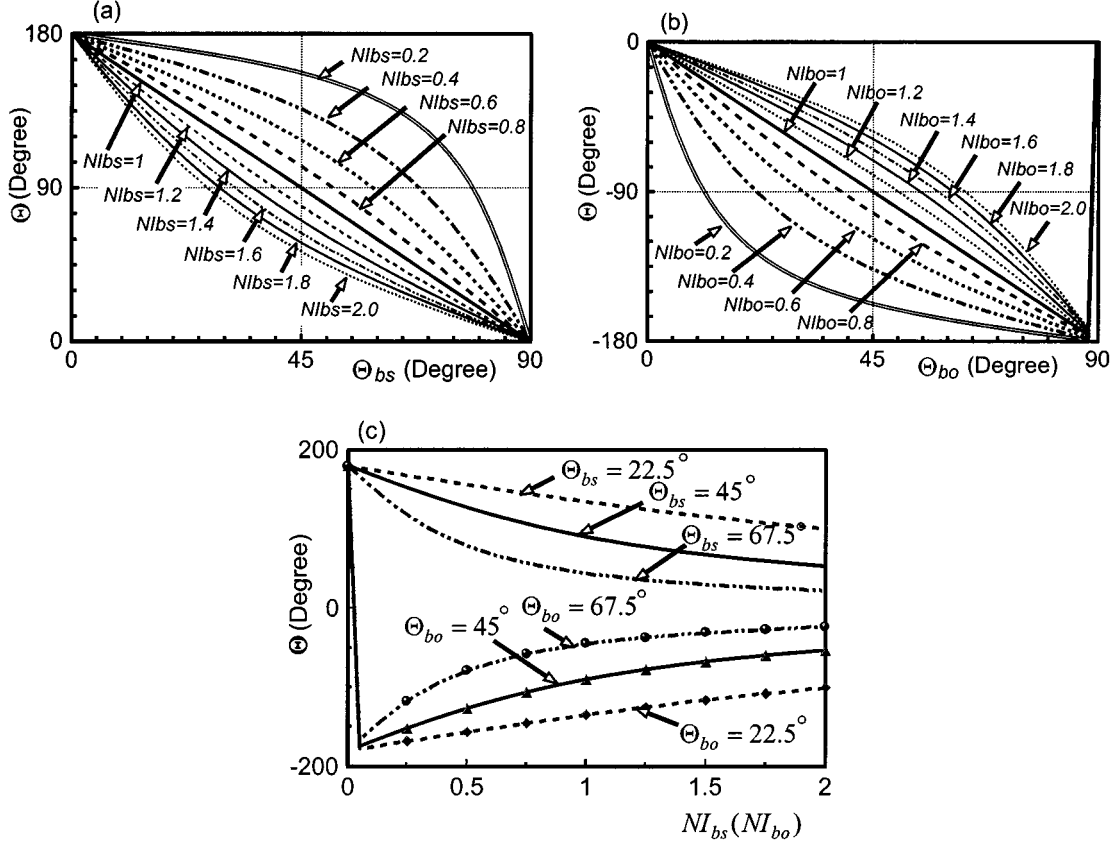 (a)
180
90
0
Θ (Degree)
NIbs=0.2
NIbs=0.4
NIbs=0.6
NIbs=0.8
NIbs=1
NIbs=1.2
NIbs=1.4
NIbs=1.6
NIbs=1.8
NIbs=2.0
0
45
90
Θbs (Degree)
(b)
0
-90
-180
Θ (Degree)
NIbo=1
NIbo=1.2
NIbo=1.4
NIbo=1.6
NIbo=1.8
NIbo=2.0
NIbo=0.2
NIbo=0.4
NIbo=0.6
NIbo=0.8
0
45
90
Θbo (Degree)
(c)
200
0
-200
Θ (Degree)
Θbs = 22.5°
Θbs = 45°
Θbs = 67.5°
Θbo = 67.5°
Θbo = 45°
Θbo = 22.5°
0
0.5
1
1.5
2
NIbs(NIbo)